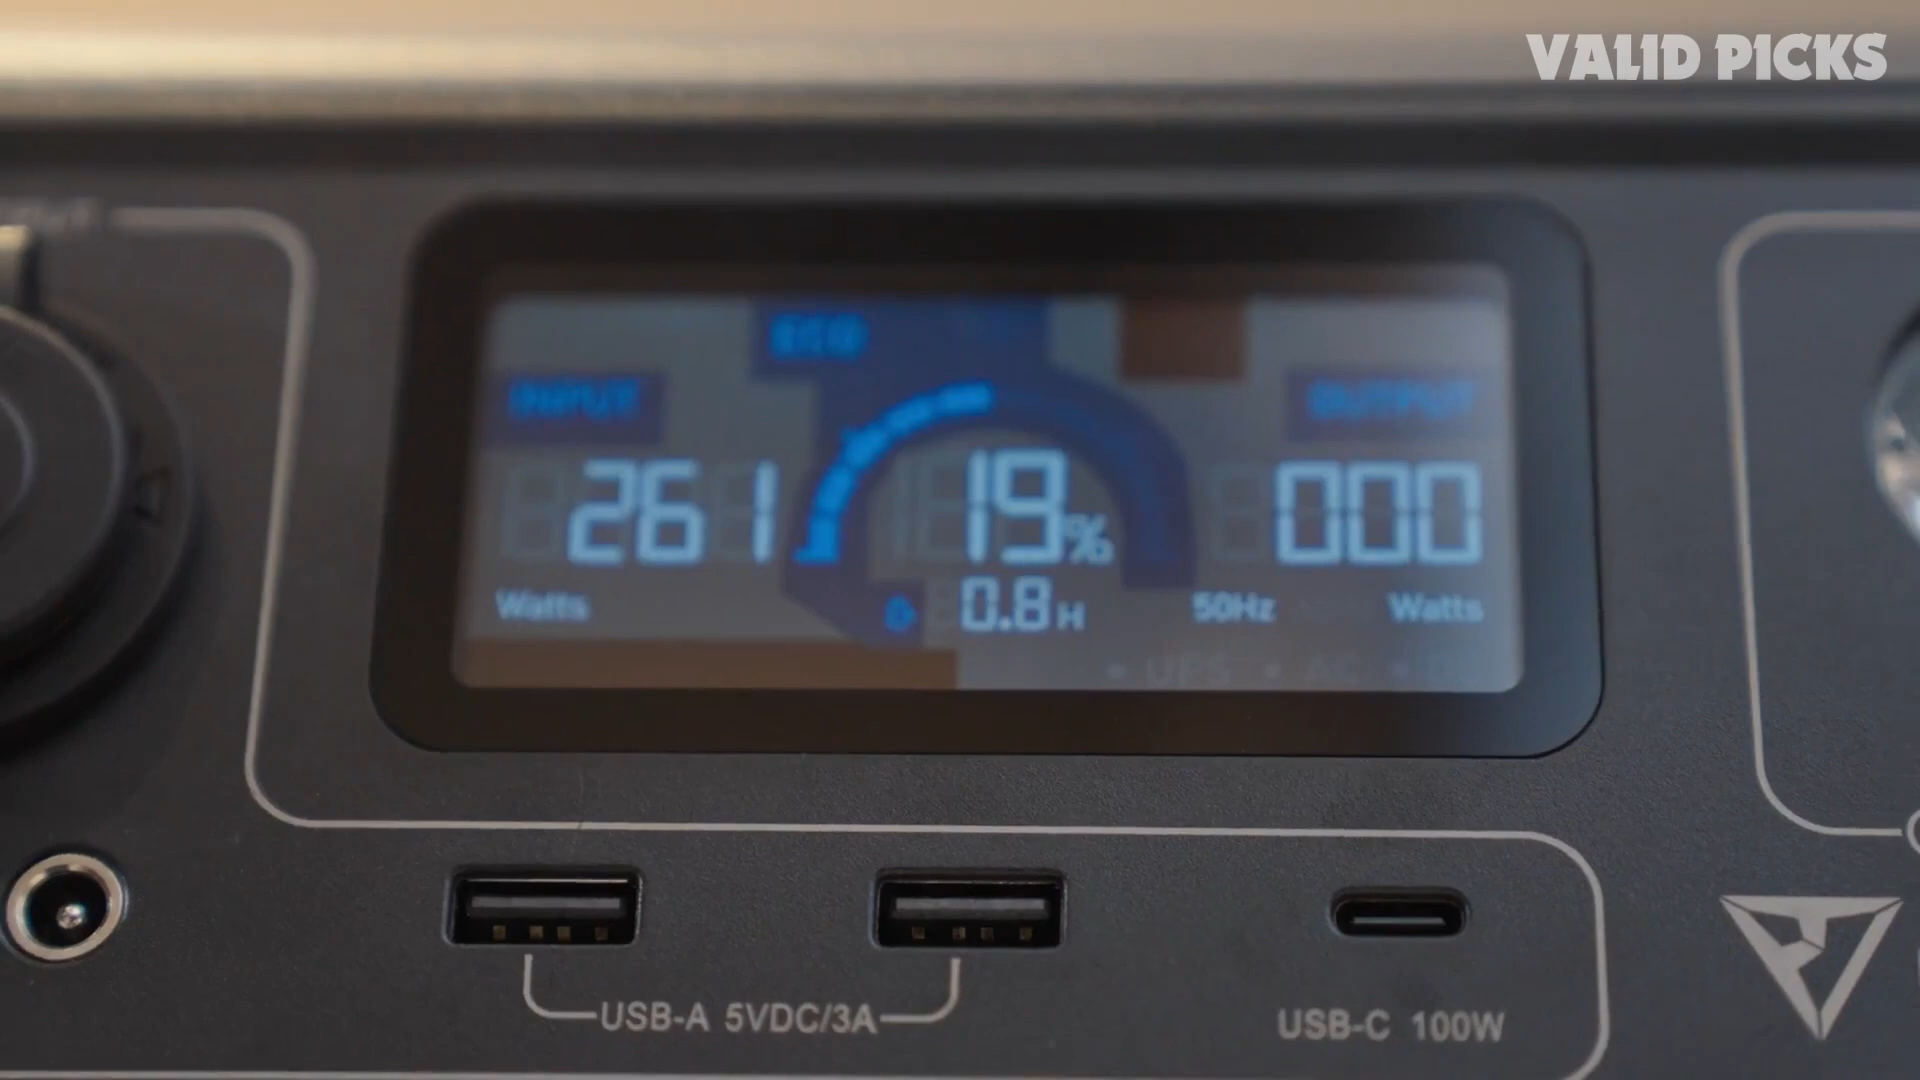 VALID PICKS
ECO
INPUT
OUTPUT
261
19%
000
Watts
0.8 H
50Hz
Watts
UPS
AC
USB-A 5VDC/3A
USB-C 100W